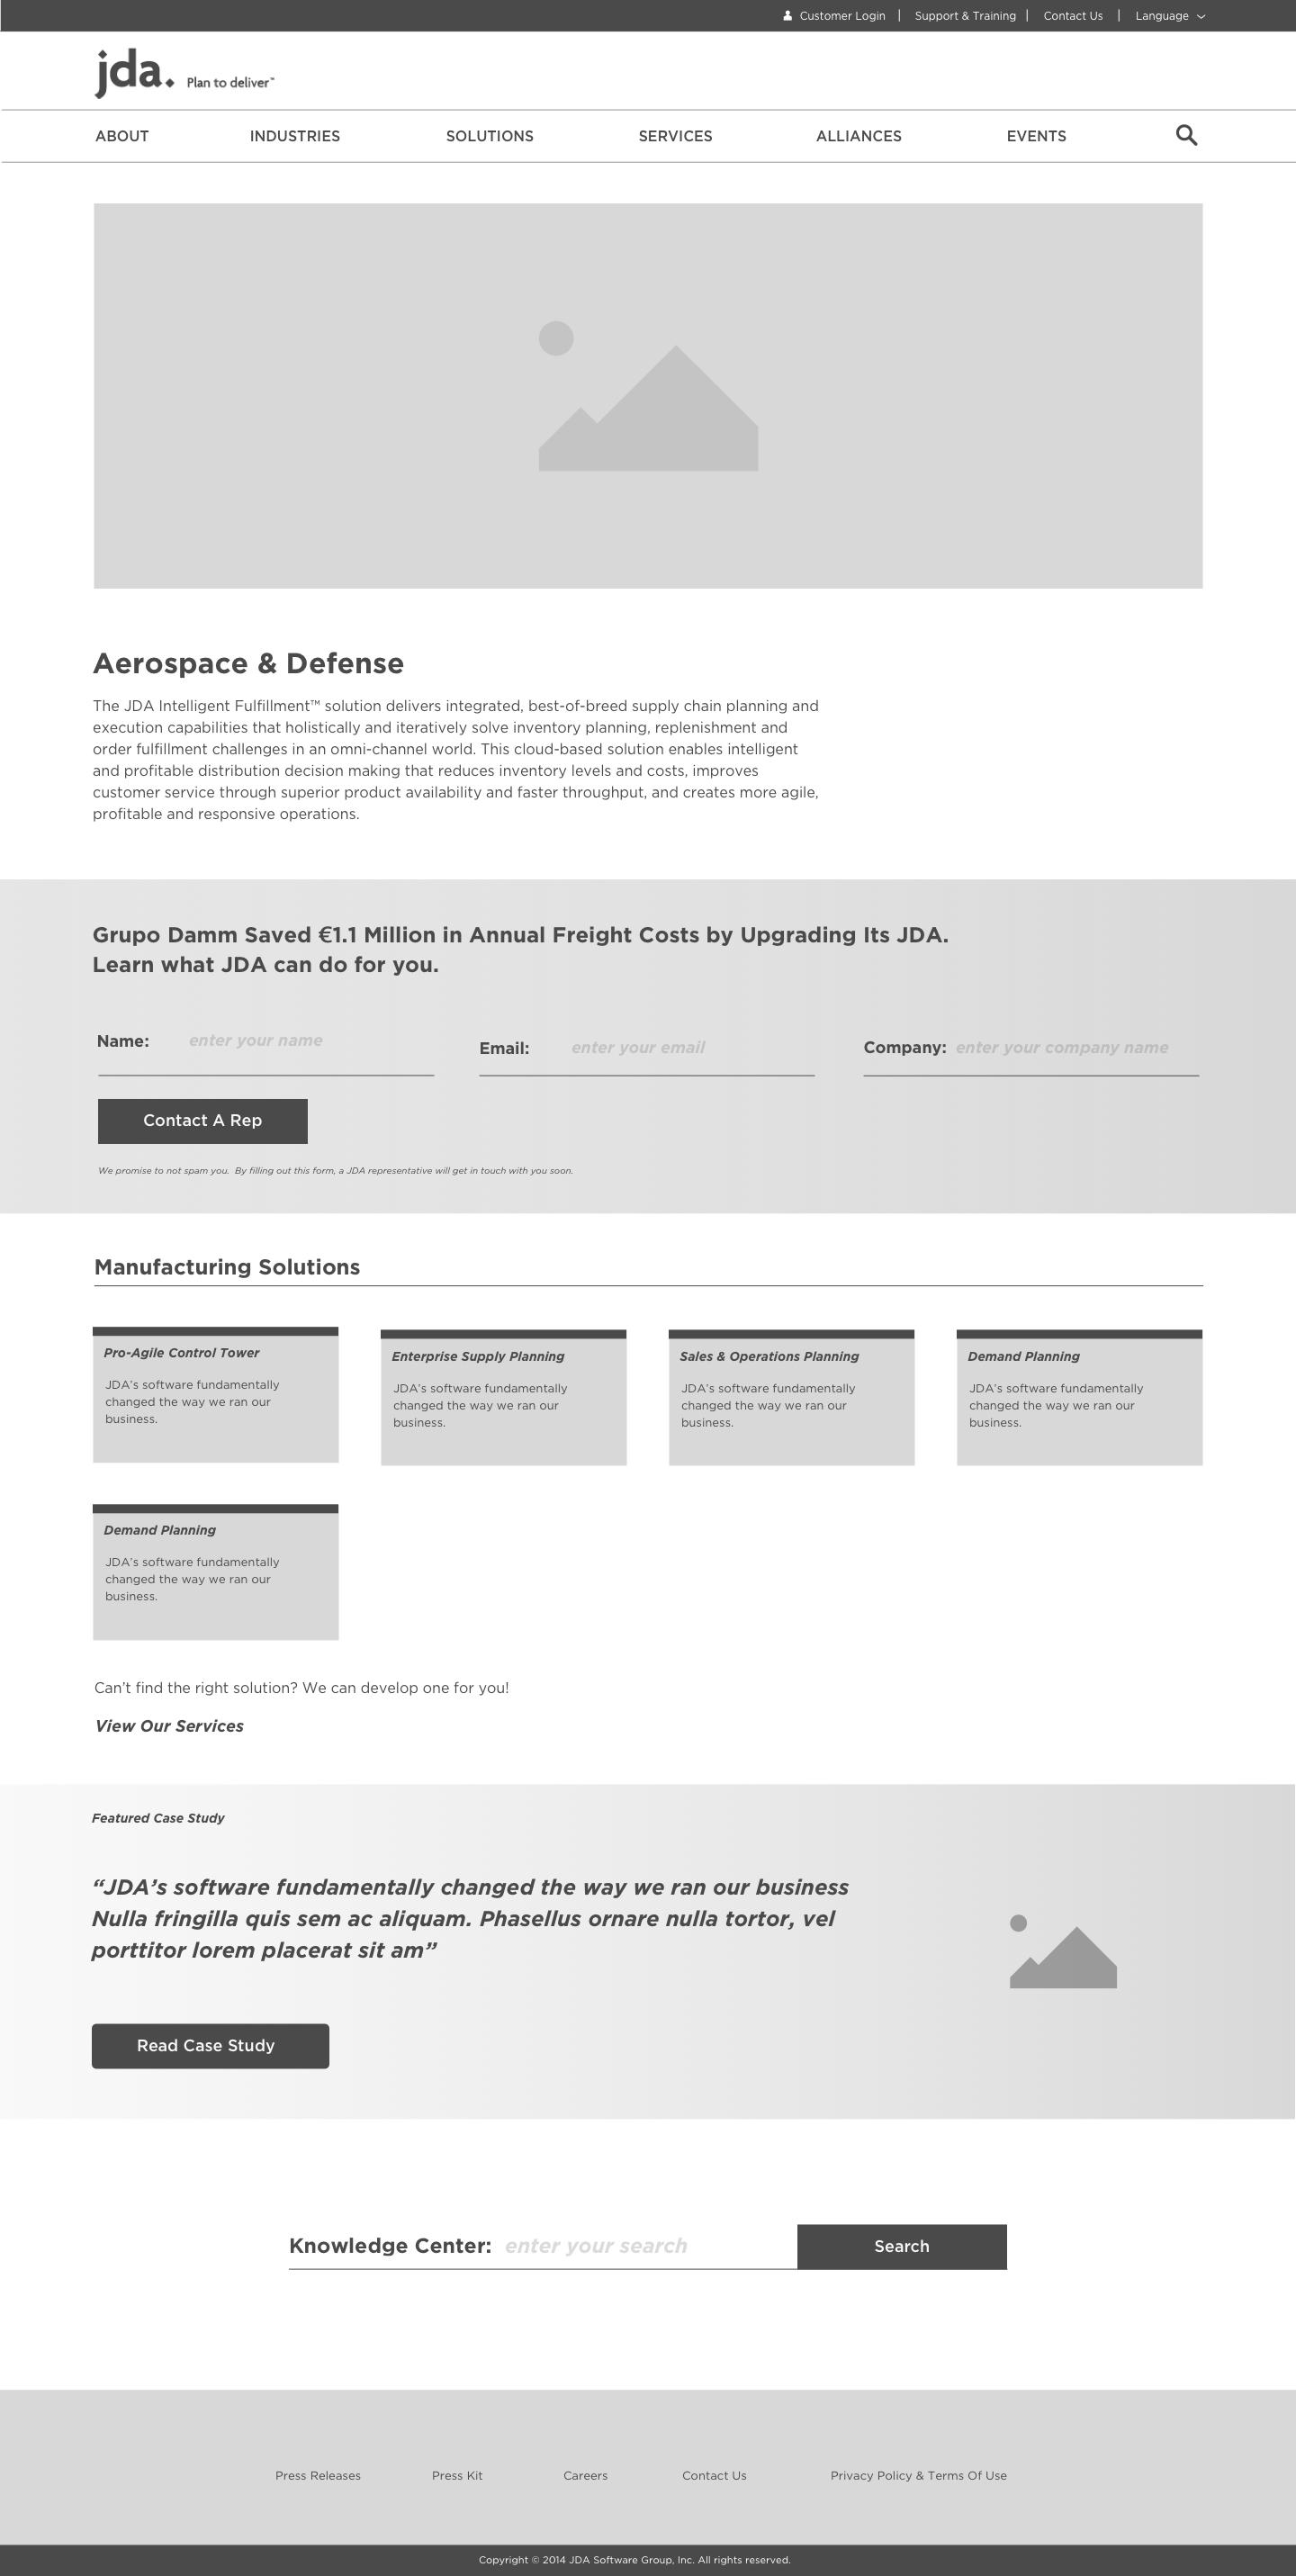 Customer Login | Support & Training | Contact Us | Language
jda. Plan to deliver™
ABOUT INDUSTRIES SOLUTIONS SERVICES ALLIANCES EVENTS
Aerospace & Defense
The JDA Intelligent Fulfillment™ solution delivers integrated, best-of-breed supply chain planning and
execution capabilities that holistically and iteratively solve inventory planning, replenishment and
order fulfillment challenges in an omni-channel world. This cloud-based solution enables intelligent
and profitable distribution decision making that reduces inventory levels and costs, improves
customer service through superior product availability and faster throughput, and creates more agile,
profitable and responsive operations.
Grupo Damm Saved €1.1 Million in Annual Freight Costs by Upgrading Its JDA.
Learn what JDA can do for you.
Name: enter your name
Email: enter your email
Company: enter your company name
Contact A Rep
We promise to not spam you. By filling out this form, a JDA representative will get in touch with you soon.
Manufacturing Solutions
Pro-Agile Control Tower
JDA's software fundamentally
changed the way we ran our
business.
Enterprise Supply Planning
JDA's software fundamentally
changed the way we ran our
business.
Sales & Operations Planning
JDA's software fundamentally
changed the way we ran our
business.
Demand Planning
JDA's software fundamentally
changed the way we ran our
business.
Demand Planning
JDA's software fundamentally
changed the way we ran our
business.
Can't find the right solution? We can develop one for you!
View Our Services
Featured Case Study
“JDA’s software fundamentally changed the way we ran our business
Nulla fringilla quis sem ac aliquam. Phasellus ornare nulla tortor, vel
porttitor lorem placerat sit am”
Read Case Study
Knowledge Center: enter your search
Search
Press Releases Press Kit Careers Contact Us Privacy Policy & Terms Of Use
Copyright © 2014 JDA Software Group, Inc. All rights reserved.